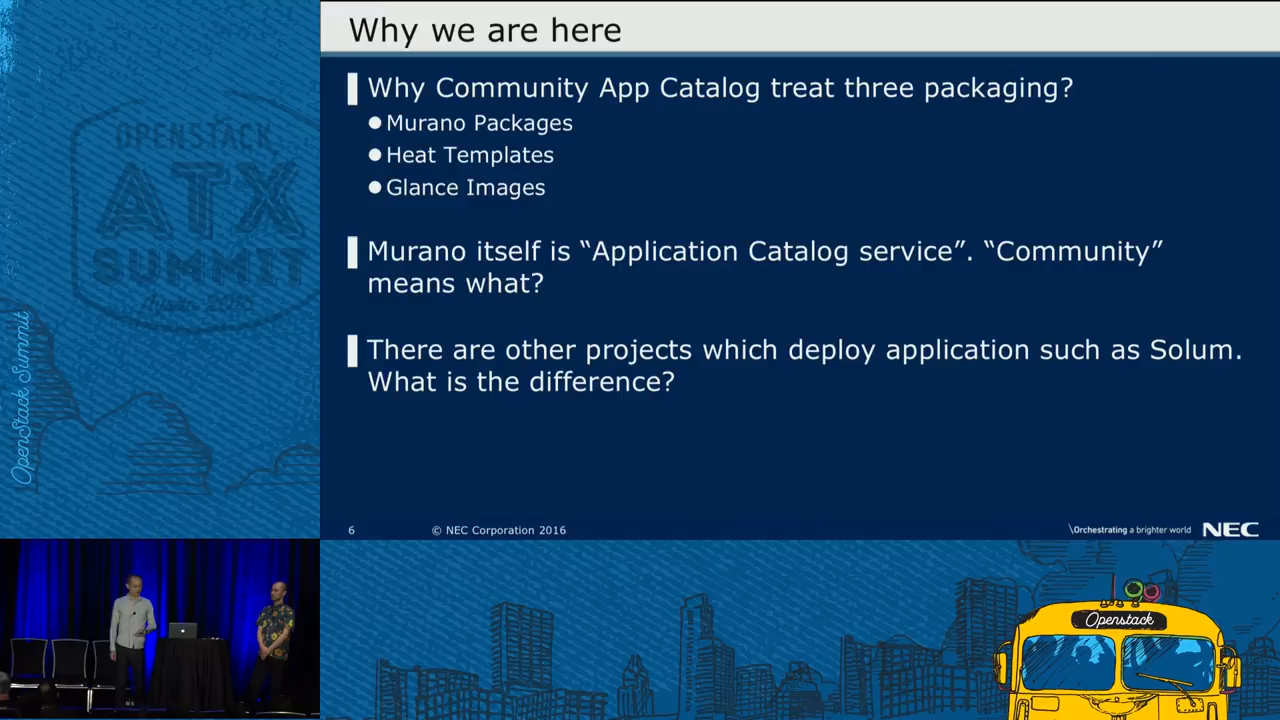 Why we are here
Why Community App Catalog treat three packaging?
Murano Packages
Heat Templates
Glance Images
Murano itself is “Application Catalog service”. “Community”
means what?
There are other projects which deploy application such as Solum.
What is the difference?
6
© NEC Corporation 2016
\Orchestrating a brighter world
NEC
OPENSTACK
ATX
SUMMIT
Austin 2016
OpenStack Summit
Openstack